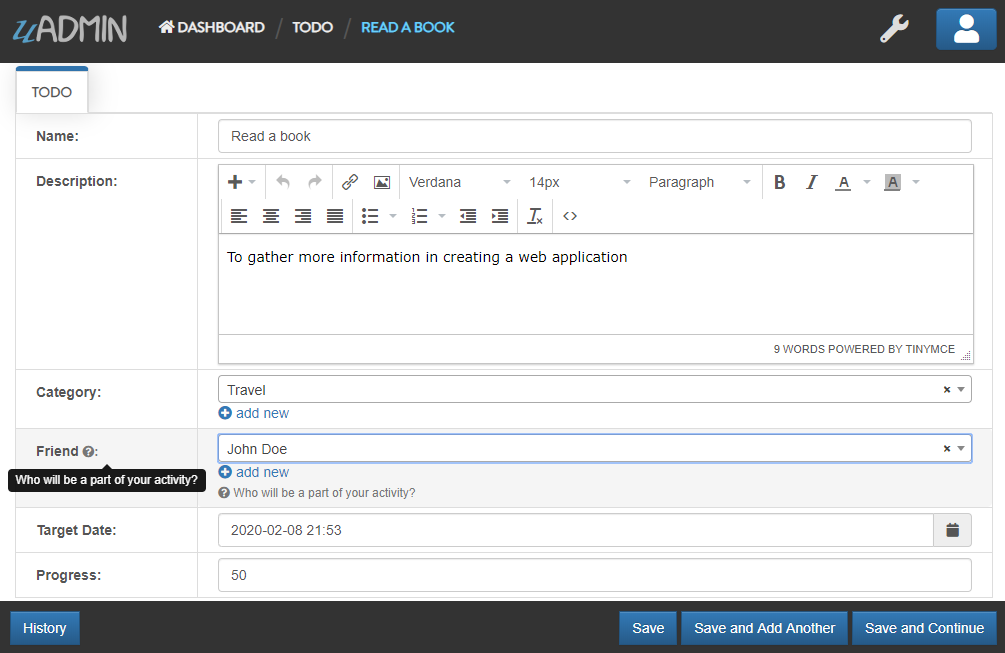 uADMIN DASHBOARD / TODO / READ A BOOK
TODO
Name: Read a book
Description:
Verdana 14px Paragraph B I A A
To gather more information in creating a web application
9 WORDS POWERED BY TINYMCE
Category: Travel × 
add new
Friend ?: John Doe ×
add new
Who will be a part of your activity?
? Who will be a part of your activity?
Target Date: 2020-02-08 21:53
Progress: 50
History Save Save and Add Another Save and Continue